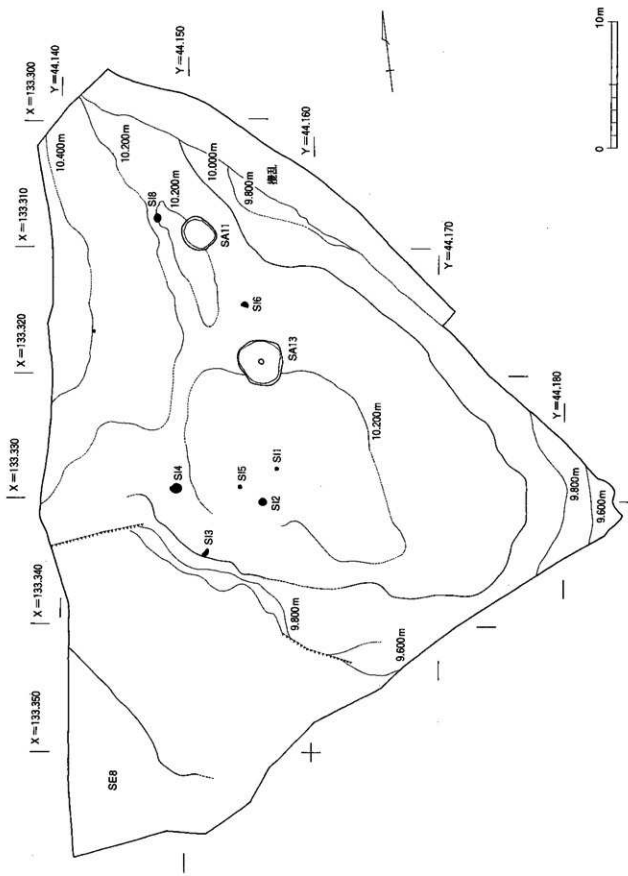 X=133.300
X=133.310
X=133.320
X=133.330
X=133.340
X=133.350
Y=44.140
Y=44.150
Y=44.160
Y=44.170
Y=44.180
10.400m
10.200m
10.200m
10.000m
9.800m
撹乱
SI8
SA11
SI6
SA13
10.200m
SI4
SI5
SI1
SI2
SI3
9.800m
9.600m
9.800m
9.600m
SE8
0
10m